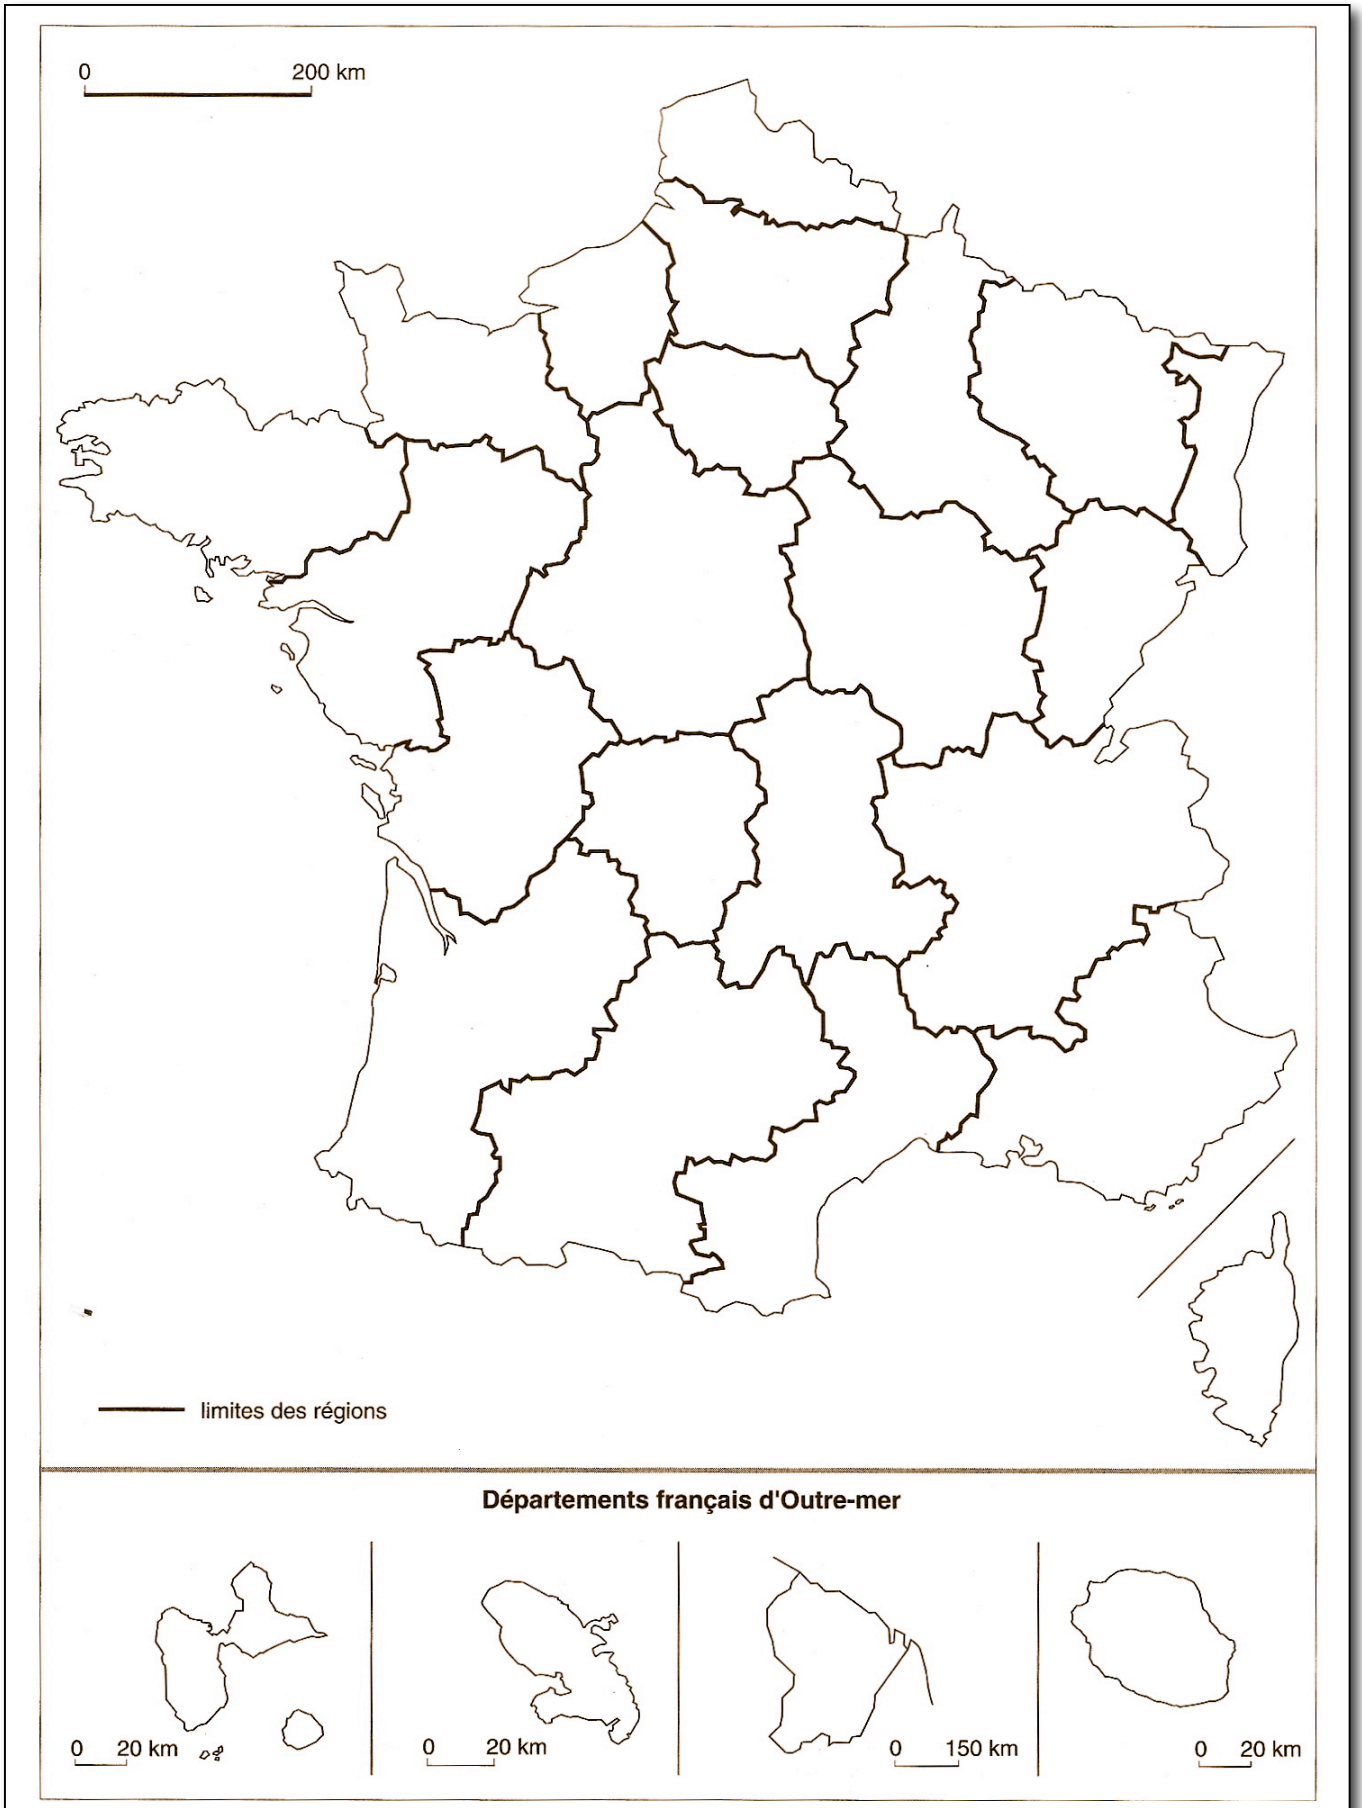 0 200 km
limites des régions
Départements français d'Outre-mer
0 20 km
0 20 km
0 150 km
0 20 km